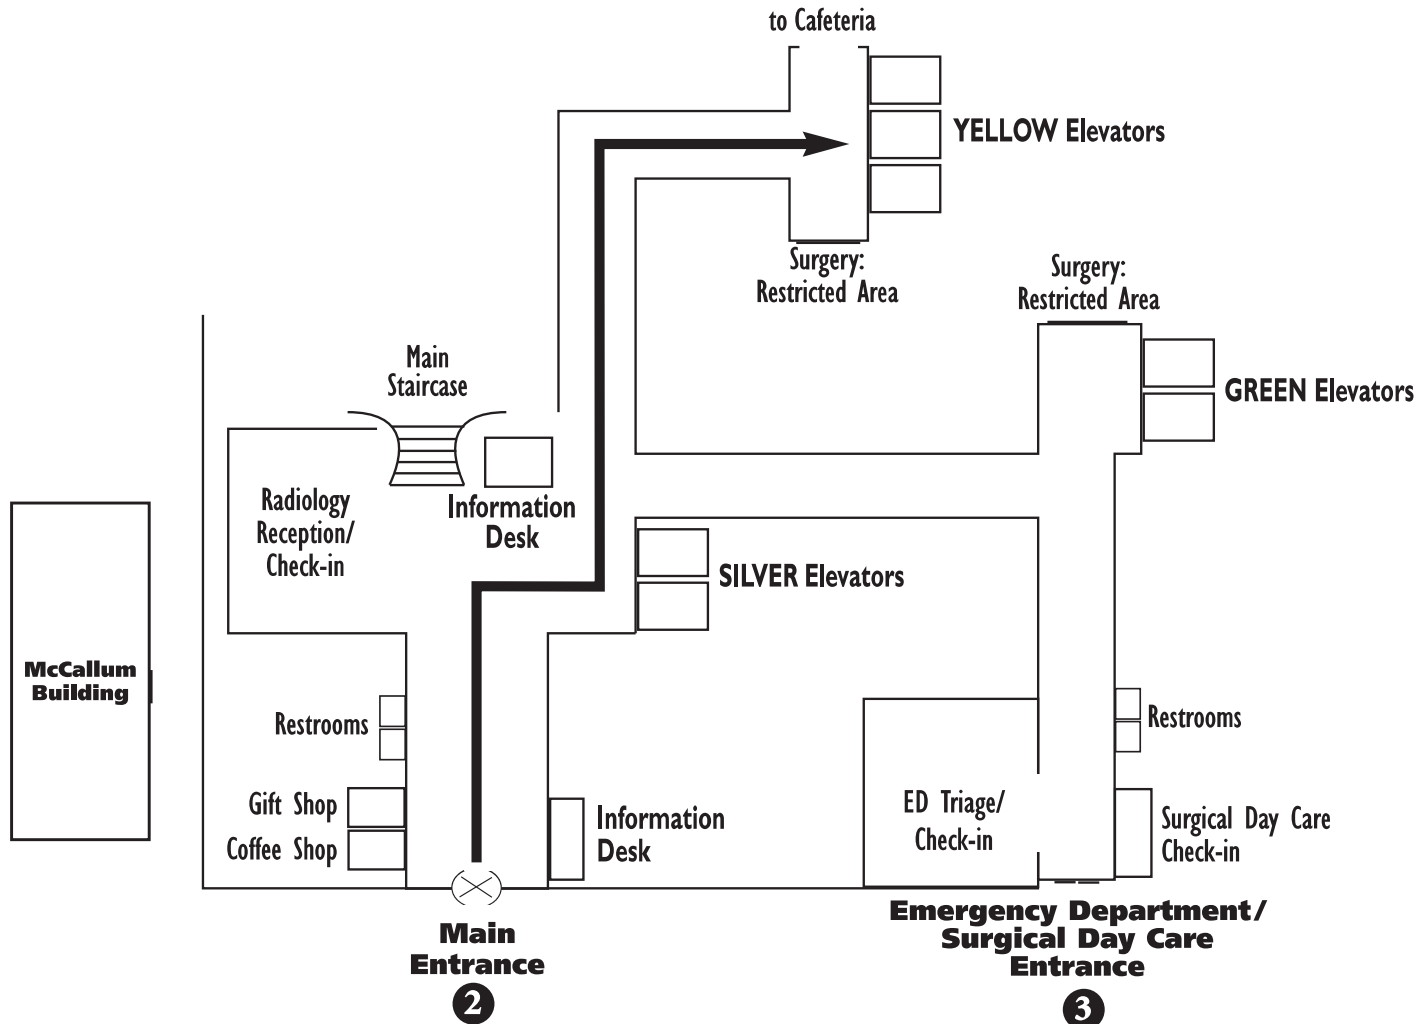 to Cafeteria
YELLOW Elevators
Surgery:
Restricted Area
Surgery:
Restricted Area
Main
Staircase
GREEN Elevators
Radiology
Reception/
Check-in
Information
Desk
SILVER Elevators
McCallum
Building
Restrooms
Restrooms
Gift Shop
Coffee Shop
Information
Desk
ED Triage/
Check-in
Surgical Day Care
Check-in
Main
Entrance
2
Emergency Department/
Surgical Day Care
Entrance
3